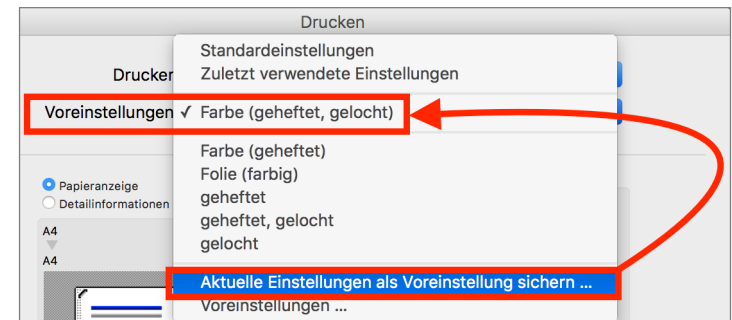 Drucken
Standardeinstellungen
Drucker
Zuletzt verwendete Einstellungen
Voreinstellungen ✓ Farbe (geheftet, gelocht)
Farbe (geheftet)
Folie (farbig)
Papieranzeige
geheftet
Detailinformationen
geheftet, gelocht
A4
gelocht
A4
Aktuelle Einstellungen als Voreinstellung sichern ...
Voreinstellungen ...